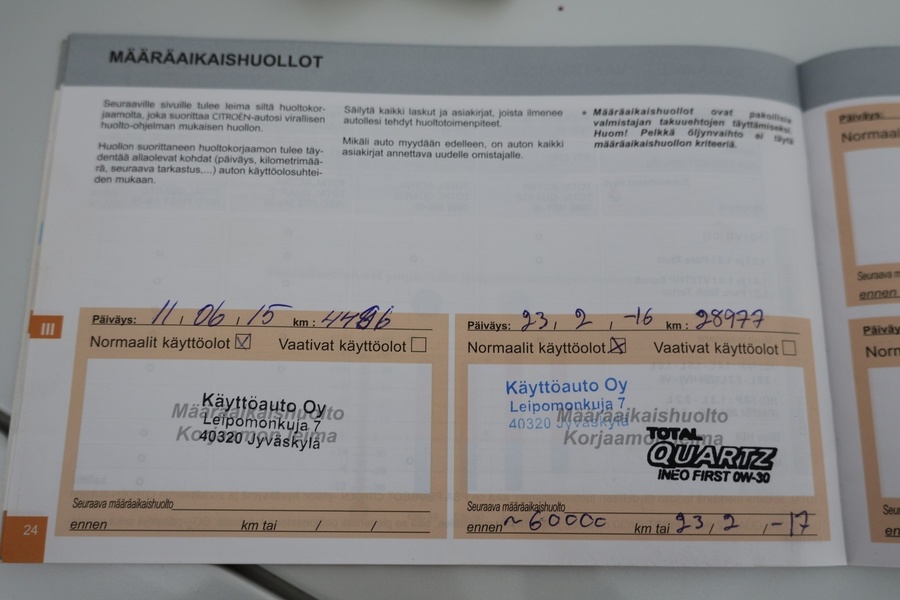 MÄÄRÄAIKAISHUOLLOT
Seuraaville sivuille tulee leima siltä huoltokor-
jaamolta, joka suorittaa CITROËN-autosi virallisen
huolto-ohjelman mukaisen huollon.
Huollon suorittaneen huoltokorjaamon tulee täy-
dentää allaolevat kohdat (päiväys, kilometrimää-
rä, seuraava tarkastus,...) auton käyttöolosuhtei-
den mukaan.
Säilytä kaikki laskut ja asiakirjat, joista ilmenee
autollesi tehdyt huoltotoimenpiteet.
Mikäli auto myydään edelleen, on auton kaikki
asiakirjat annettava uudelle omistajalle.
• Määräaikaishuollot ovat pakollisia
valmistajan takuuehtojen täyttämiseksi.
Huom! Pelkkä öljynvaihto ei täytä
määräaikaishuollon kriteeriä.
III
Päiväys: 11, 06, 15 km:
Normaalit käyttöolot ☒ Vaativat käyttöolot ☐
Määräaikaishuolto
Korjaamon leima
Käyttöauto Oy
Leipomonkuja 7
40320 Jyväskylä
Seuraava määräaikaishuolto
ennen km tai / /
Päiväys: 23, 2, -16 km: 28977
Normaalit käyttöolot ☒ Vaativat käyttöolot ☐
Käyttöauto Oy
Leipomonkuja 7
40320 Jyväskylä
Määräaikaishuolto
Korjaamon leima
TOTAL
QUARTZ
INEO FIRST 0W-30
Seuraava määräaikaishuolto
ennen ~60000 km tai 23, 2, -17
24
Päiväys:
Seuraava
ennen
Päiväys
ennen